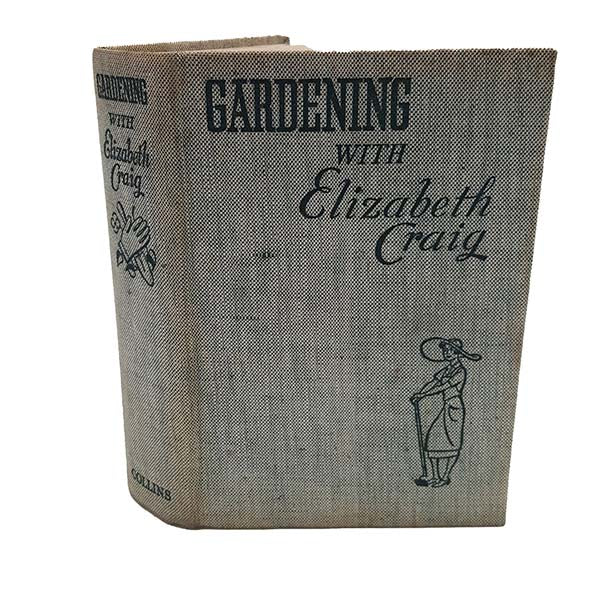 GARDENING
WITH
Elizabeth
Craig
COLLINS
GARDENING
WITH
Elizabeth
Craig